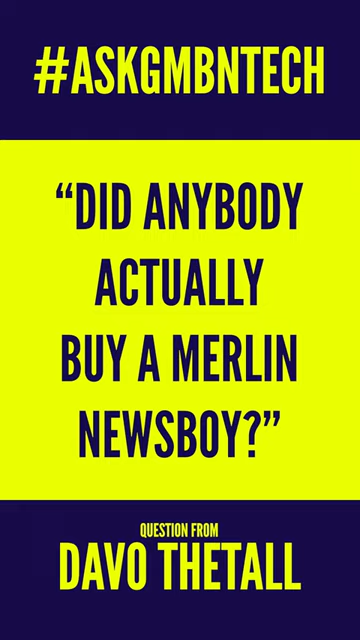 #ASKGMBNTECH
“DID ANYBODY
ACTUALLY
BUY A MERLIN
NEWSBOY?”
QUESTION FROM
DAVO THETALL